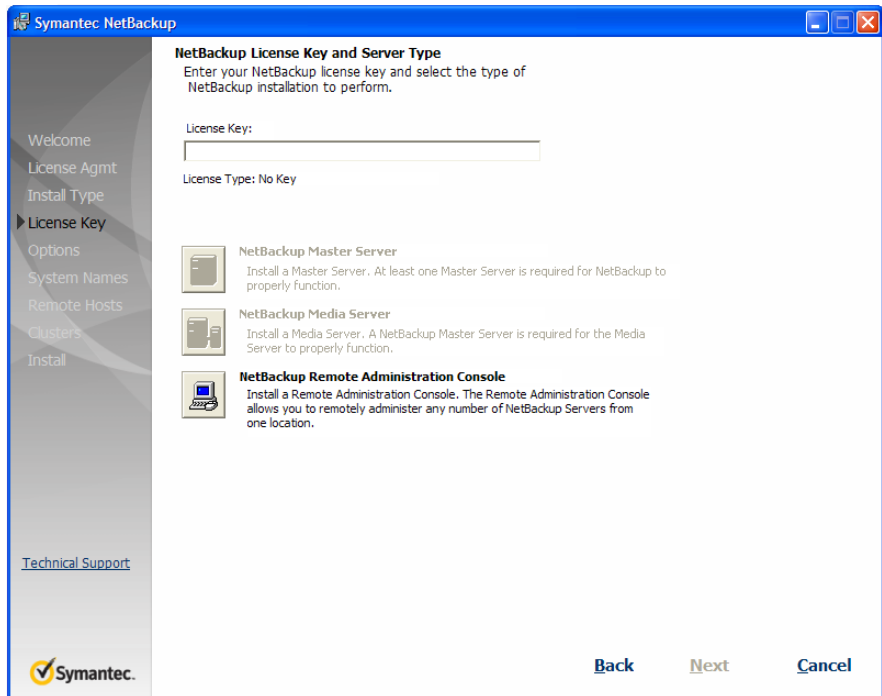 Symantec NetBackup
NetBackup License Key and Server Type
Enter your NetBackup license key and select the type of
NetBackup installation to perform.
License Key:
License Type: No Key
Welcome
License Agmt
Install Type
License Key
Options
System Names
Remote Hosts
Clusters
Install
NetBackup Master Server
Install a Master Server. At least one Master Server is required for NetBackup to
properly function.
NetBackup Media Server
Install a Media Server. A NetBackup Master Server is required for the Media
Server to properly function.
NetBackup Remote Administration Console
Install a Remote Administration Console. The Remote Administration Console
allows you to remotely administer any number of NetBackup Servers from
one location.
Technical Support
Symantec.
Back Next Cancel